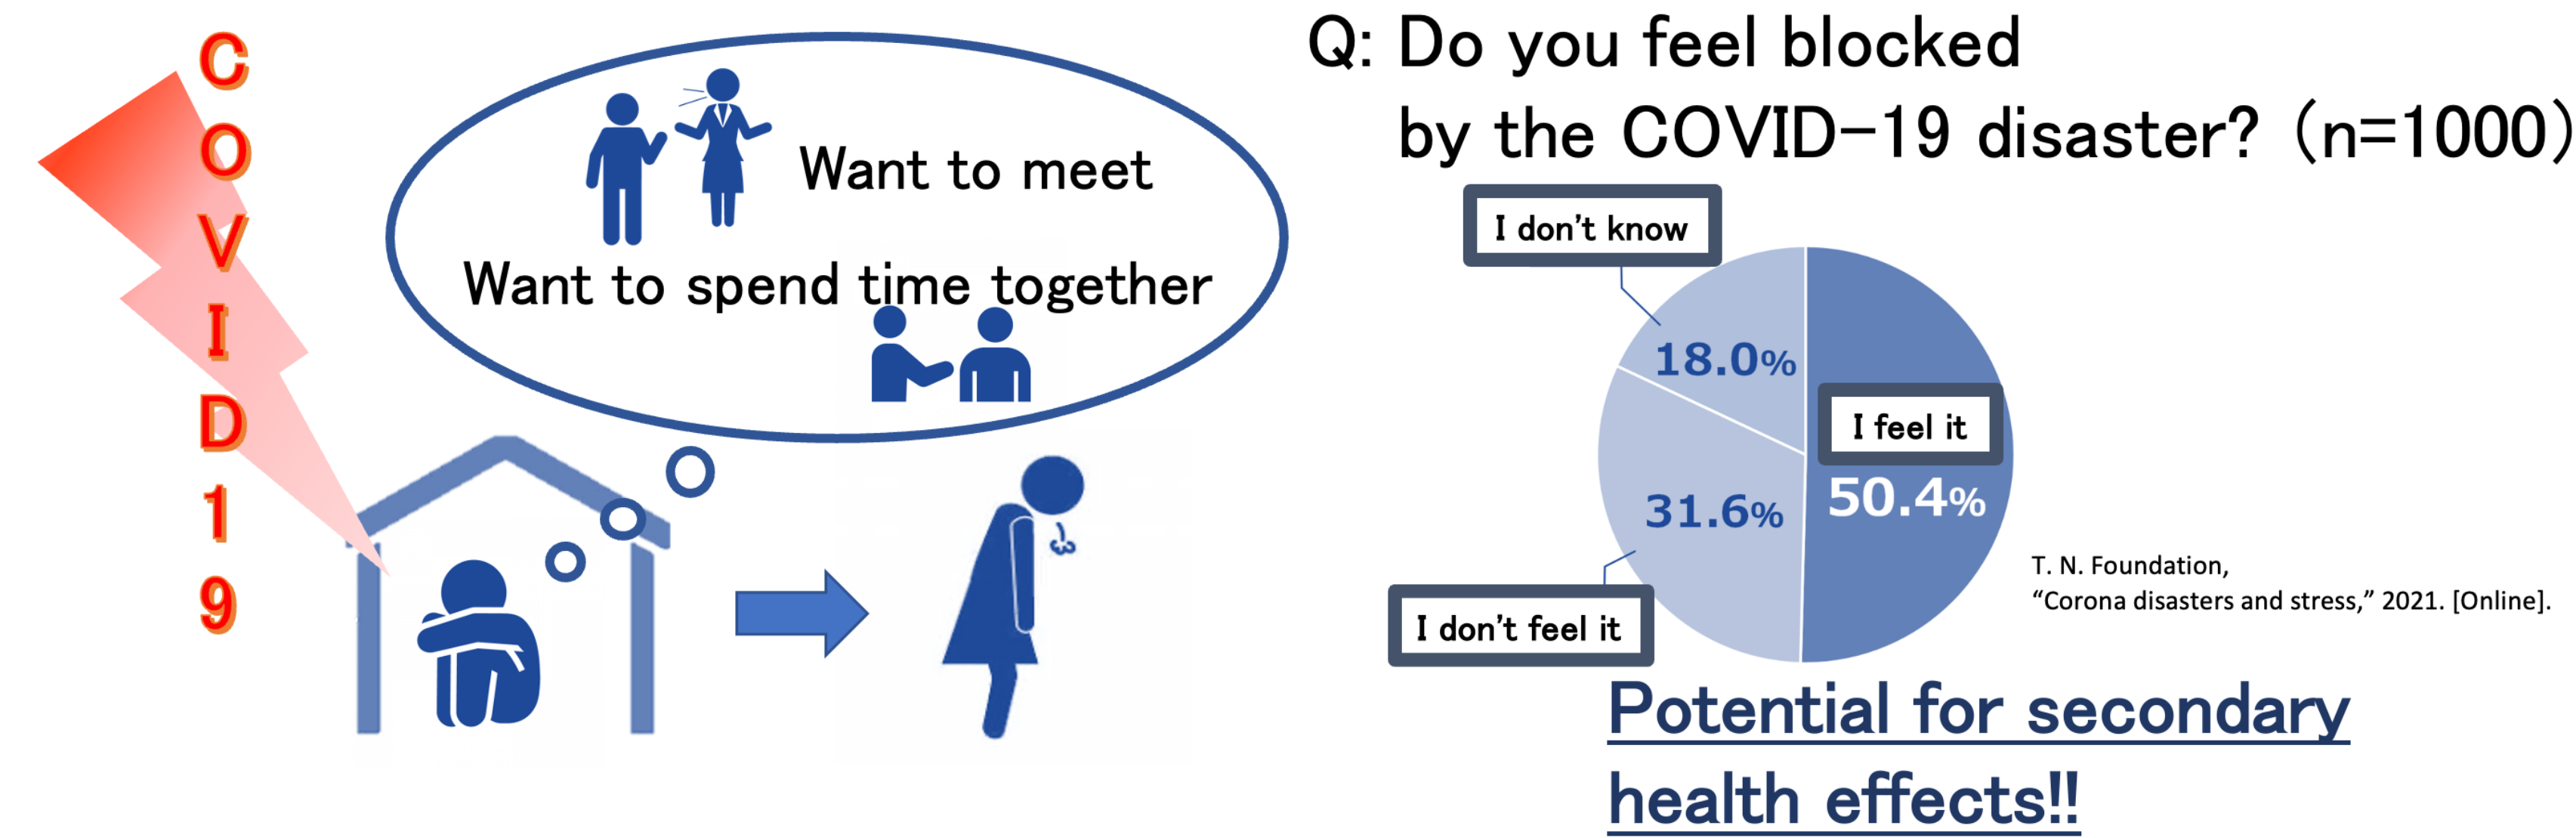 COVID19
Want to meet
Want to spend time together
Q: Do you feel blocked
by the COVID-19 disaster? (n=1000)
I don't know
18.0%
I feel it
50.4%
31.6%
I don't feel it
T. N. Foundation,
“Corona disasters and stress,” 2021. [Online].
Potential for secondary
health effects!!